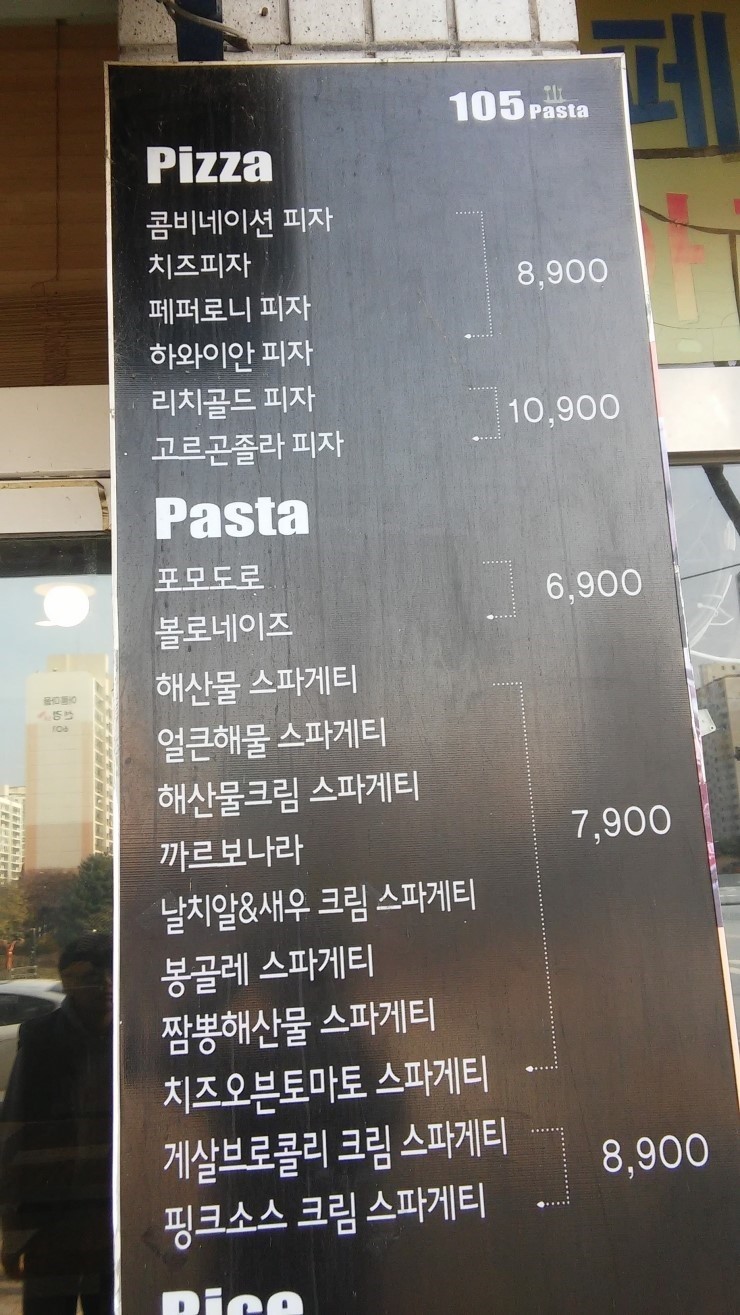 105 Pasta
Pizza
콤비네이션 피자
치즈피자
페퍼로니 피자
하와이안 피자
8,900
리치골드 피자
고르곤졸라 피자
10,900
Pasta
포모도로
볼로네이즈
6,900
해산물 스파게티
얼큰해물 스파게티
해산물크림 스파게티
까르보나라
날치알&새우 크림 스파게티
봉골레 스파게티
짬뽕해산물 스파게티
치즈오븐토마토 스파게티
7,900
게살브로콜리 크림 스파게티
핑크소스 크림 스파게티
8,900
Rice
페